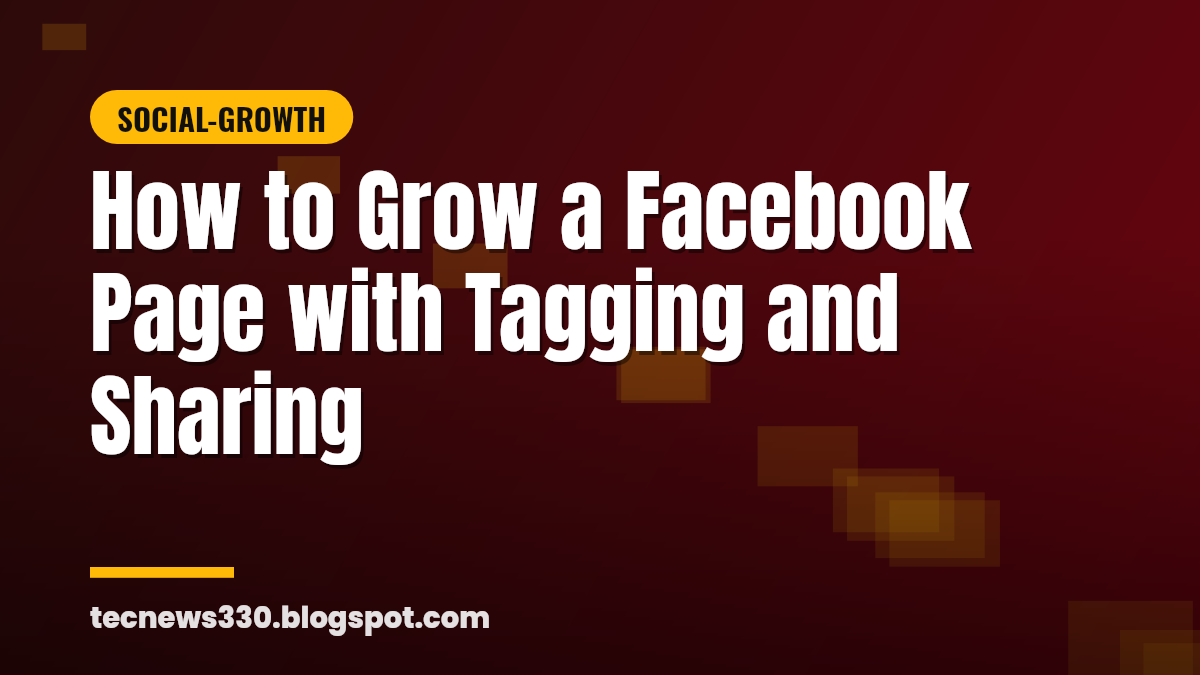 SOCIAL-GROWTH
How to Grow a Facebook
Page with Tagging and
Sharing
tecnews330.blogspot.com